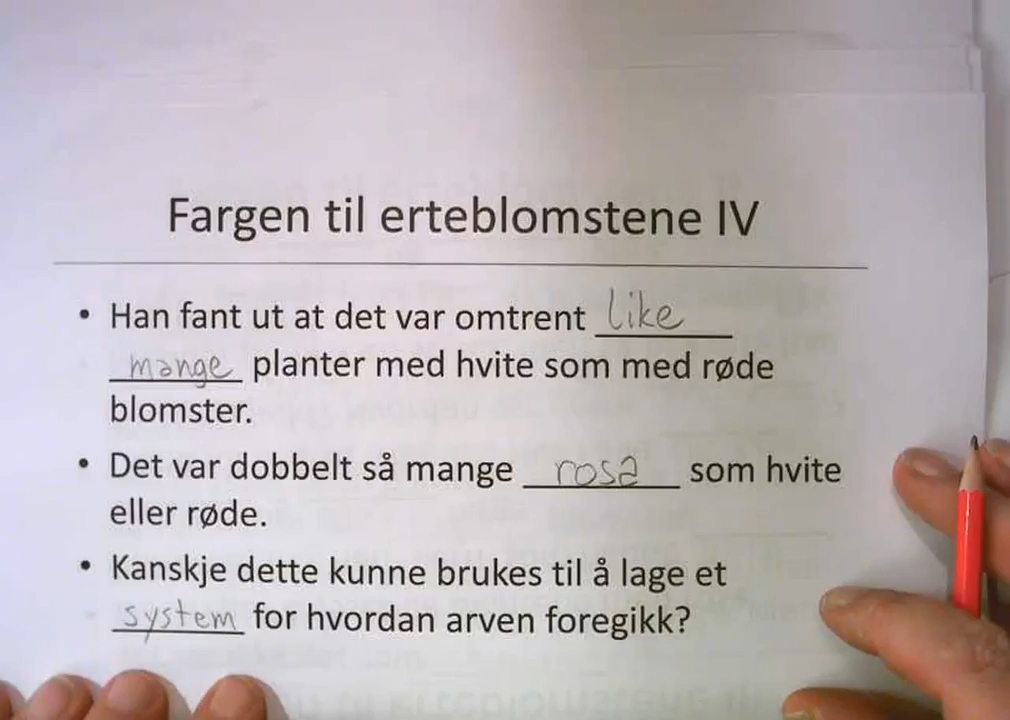 Fargen til erteblomstene IV
• Han fant ut at det var omtrent like
mange planter med hvite som med røde
blomster.
• Det var dobbelt så mange rosa som hvite
eller røde.
• Kanskje dette kunne brukes til å lage et
system for hvordan arven foregikk?